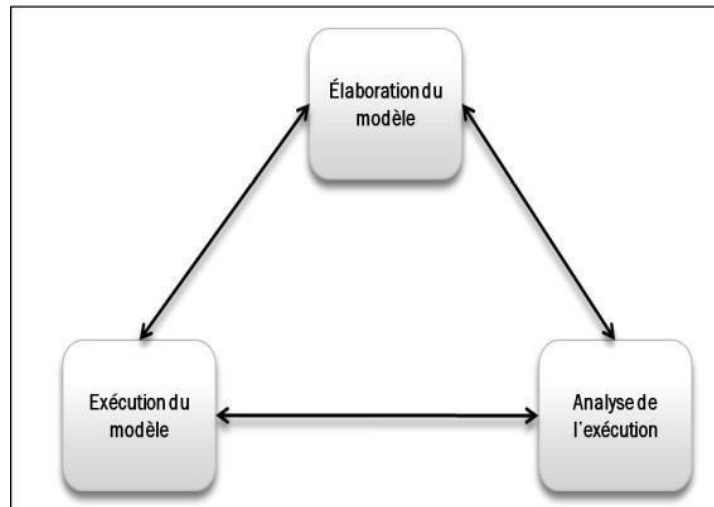 Élaboration du
modèle
Exécution du
modèle
Analyse de
l'exécution